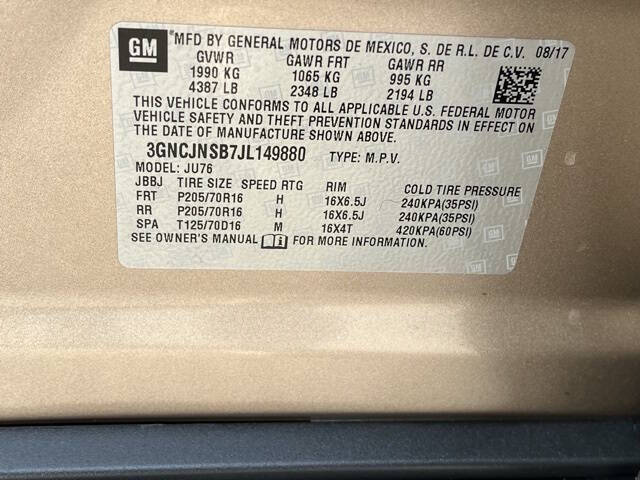 GM MFD BY GENERAL MOTORS DE MEXICO, S. DE R.L. DE C.V. 08/17
GVWR GAWR FRT GAWR RR
1990 KG 1065 KG 995 KG
4387 LB 2348 LB 2194 LB
THIS VEHICLE CONFORMS TO ALL APPLICABLE U.S. FEDERAL MOTOR
VEHICLE SAFETY AND THEFT PREVENTION STANDARDS IN EFFECT ON
THE DATE OF MANUFACTURE SHOWN ABOVE.
3GNCJNSB7JL149880 TYPE: M.P.V.
MODEL: JU76
JBBJ TIRE SIZE SPEED RTG RIM COLD TIRE PRESSURE
FRT P205/70R16 H 16X6.5J 240KPA(35PSI)
RR P205/70R16 H 16X6.5J 240KPA(35PSI)
SPA T125/70D16 M 16X4T 420KPA(60PSI)
SEE OWNER'S MANUAL FOR MORE INFORMATION.